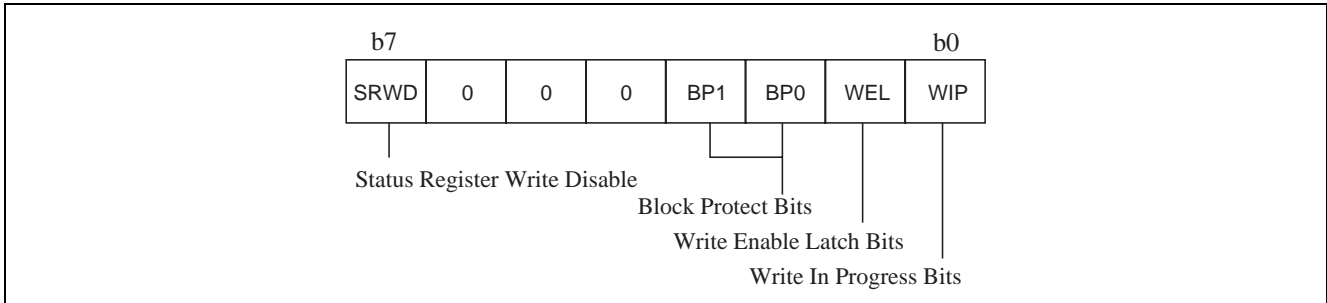 b7 b0
SRWD 0 0 0 BP1 BP0 WEL WIP
Status Register Write Disable
Block Protect Bits
Write Enable Latch Bits
Write In Progress Bits